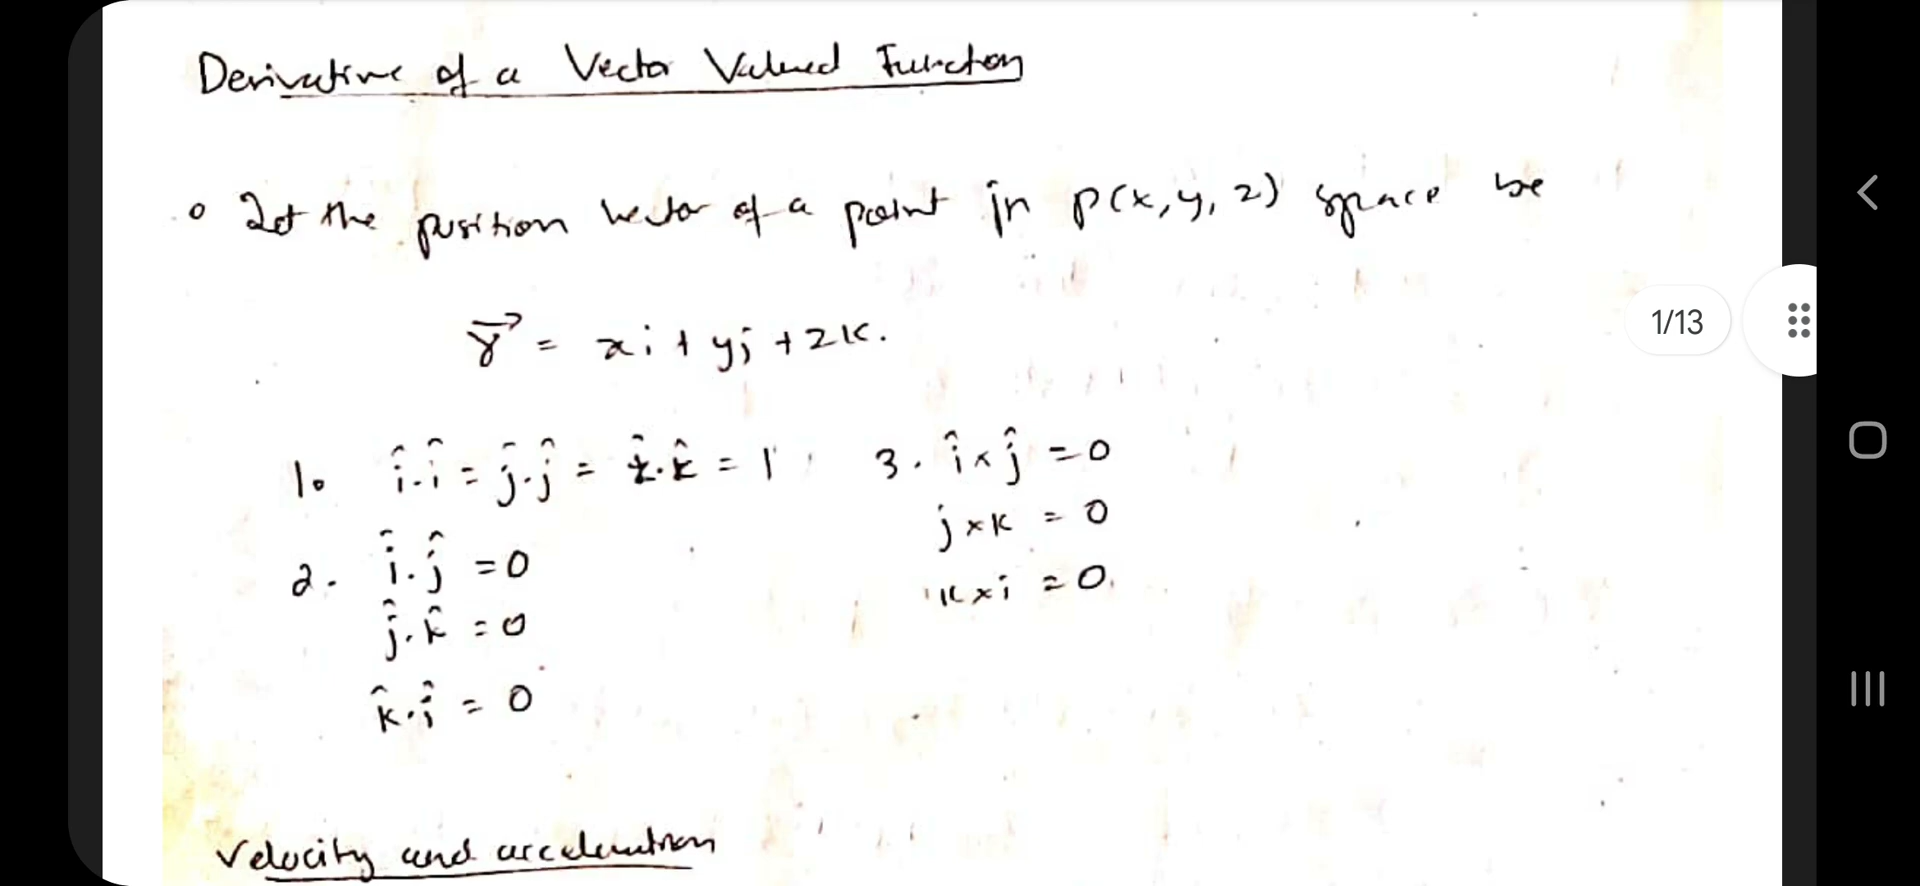 Derivative of a Vector Valued Function
o Let the position vector of a point in p(x, y, z) space be
r⃗ = xi + yj + zk.
1. î.î = ĵ.ĵ = k̂.k̂ = 1
2. î.ĵ = 0
ĵ.k̂ = 0
k̂.î = 0
3. î×ĵ = 0
j×k = 0
k×i = 0.
Velocity and acceleration
1/13